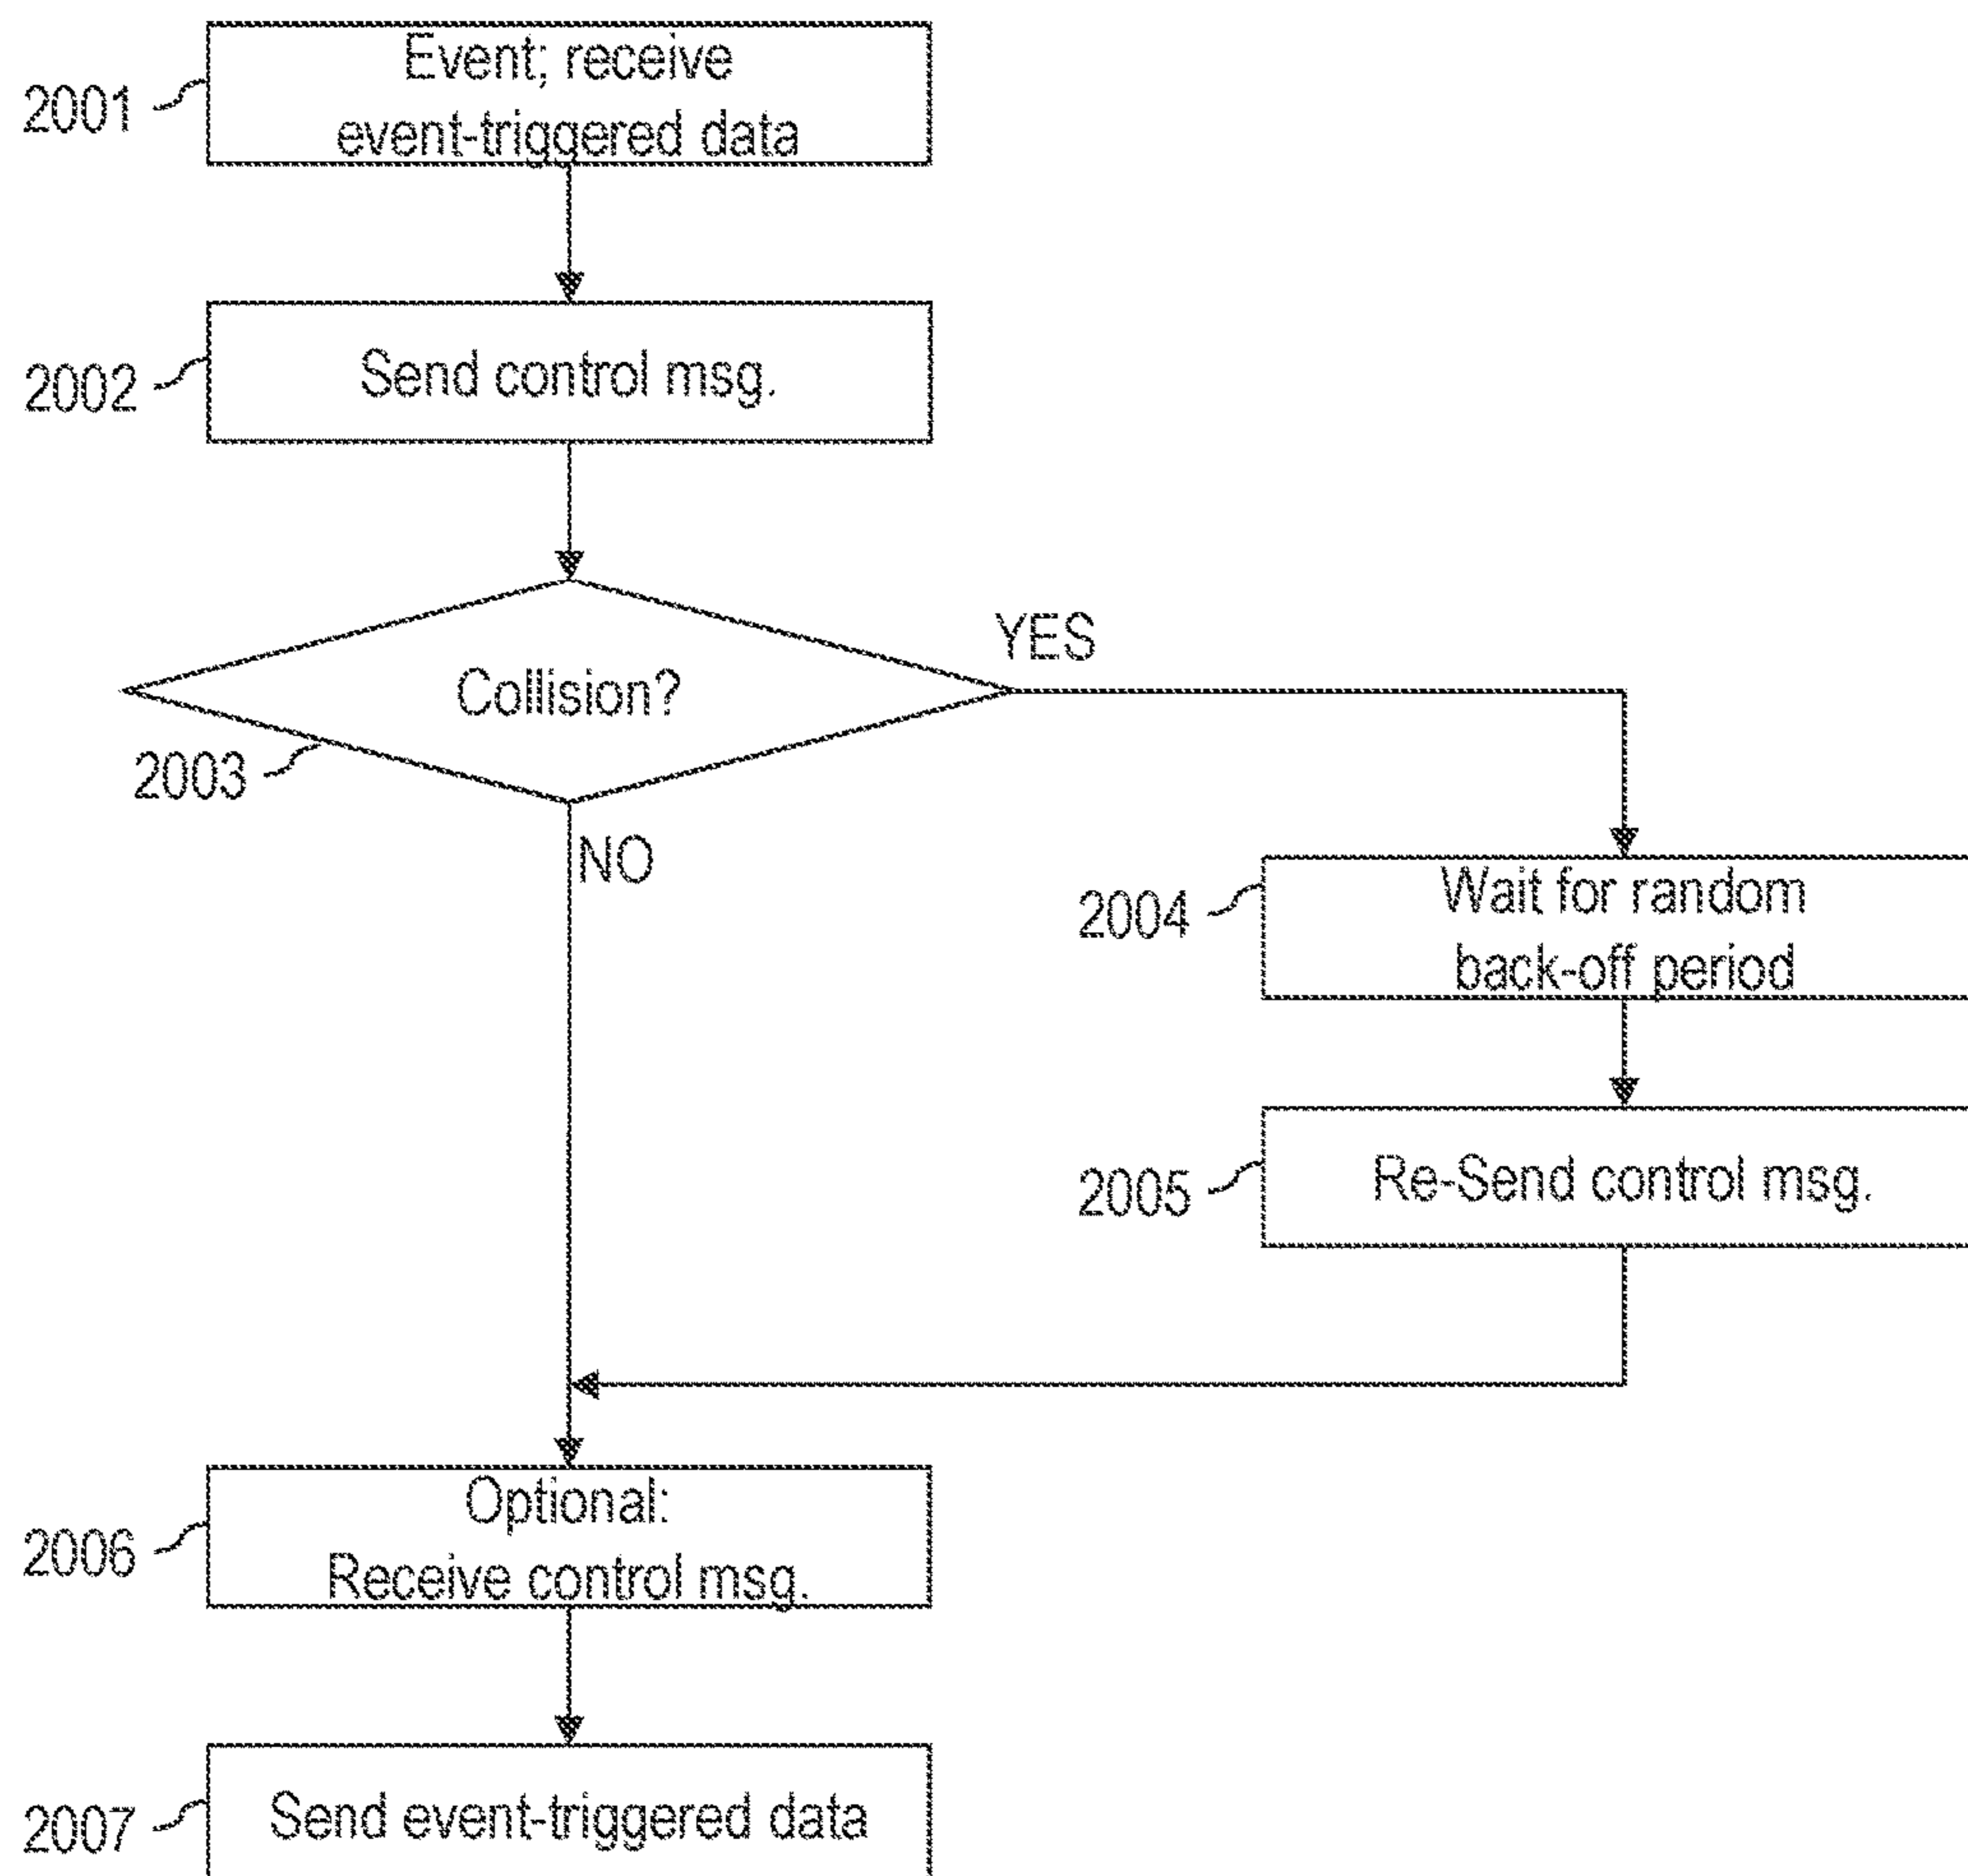 Event; receive
event-triggered data
2001
Send control msg.
2002
Collision?
YES
2003
NO
2004
Wait for random
back-off period
2005
Re-Send control msg.
2006
Optional:
Receive control msg.
2007
Send event-triggered data